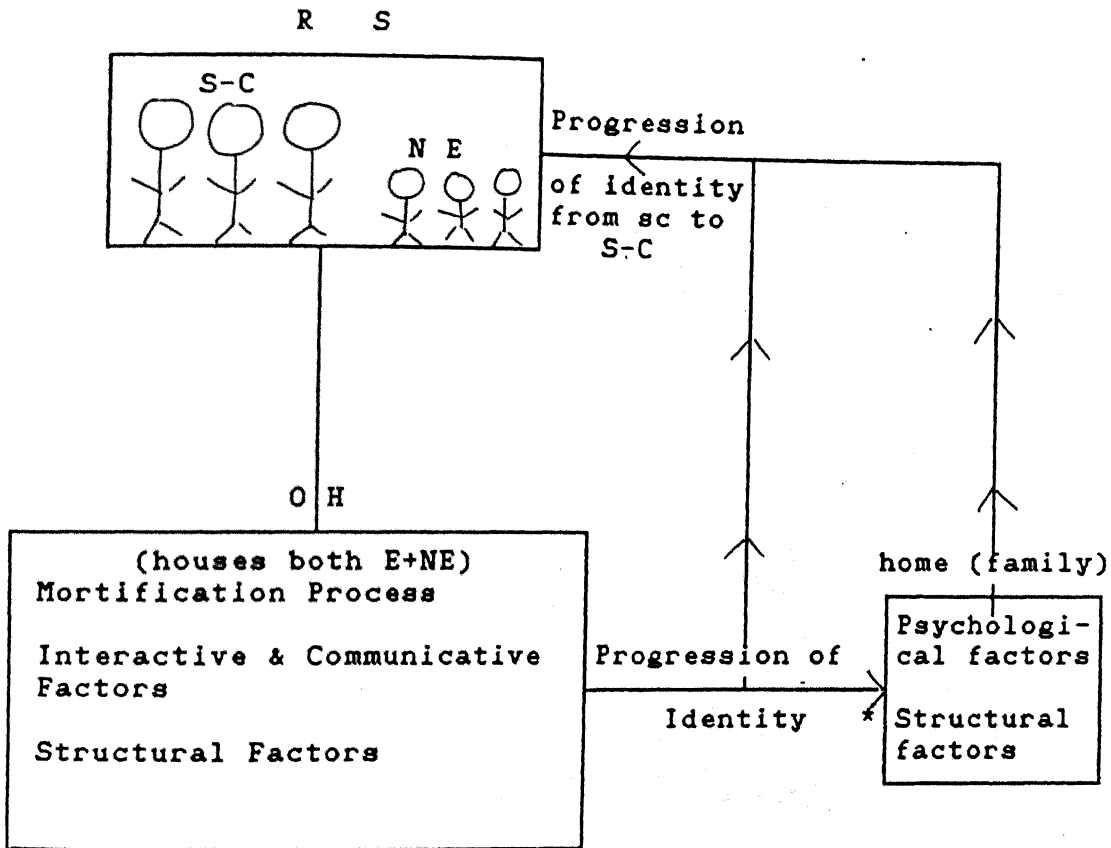 R S
S-C
N E
Progression
of identity
from sc to
S-C
O H
(houses both E+NE)
Mortification Process
Interactive & Communicative
Factors
Structural Factors
Progression of
Identity
home (family)
Psychologi-
cal factors
* Structural
factors